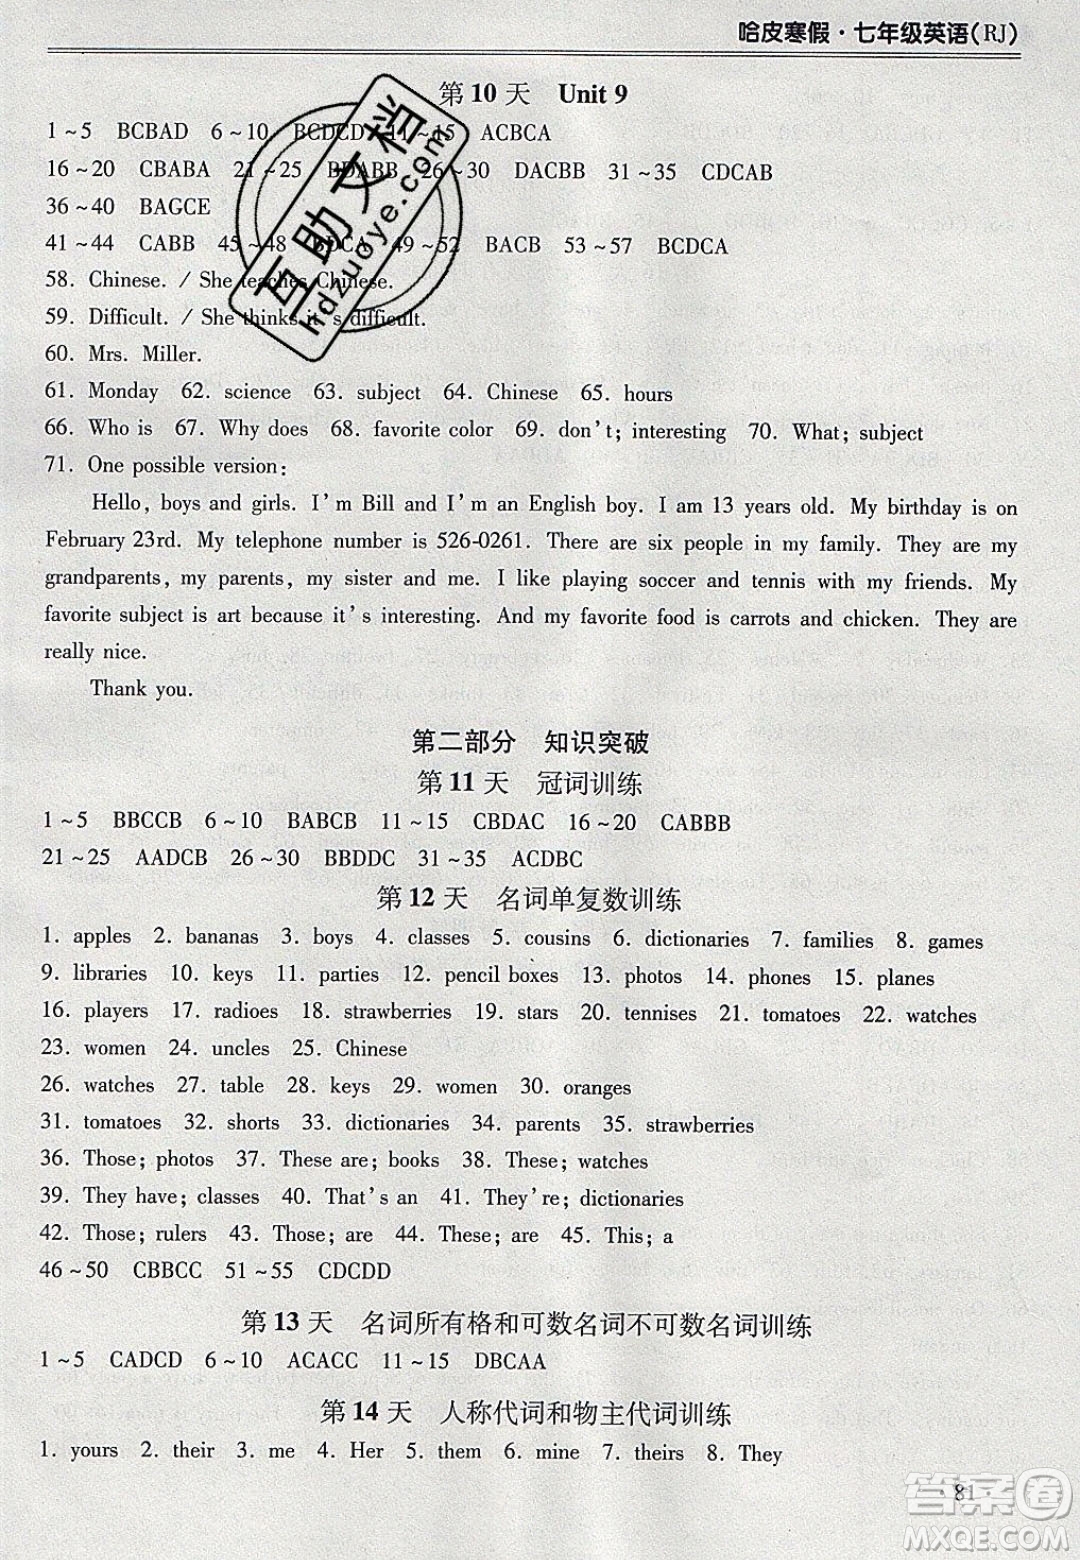 哈皮寒假·七年级英语(RJ)
第10天 Unit 9
1~5 BCBAD 6~10 BCDCD 11~15 ACBCA
16~20 CBABA 21~25 BDABB 26~30 DACBB 31~35 CDCAB
36~40 BAGCE
41~44 CABB 45~48 BDCA 49~52 BACB 53~57 BCDCA
58. Chinese. / She teaches Chinese.
59. Difficult. / She thinks it's difficult.
60. Mrs. Miller.
61. Monday 62. science 63. subject 64. Chinese 65. hours
66. Who is 67. Why does 68. favorite color 69. don't; interesting 70. What; subject
71. One possible version:
Hello, boys and girls. I'm Bill and I'm an English boy. I am 13 years old. My birthday is on
February 23rd. My telephone number is 526-0261. There are six people in my family. They are my
grandparents, my parents, my sister and me. I like playing soccer and tennis with my friends. My
favorite subject is art because it's interesting. And my favorite food is carrots and chicken. They are
really nice.
Thank you.
第二部分 知识突破
第11天 冠词训练
1~5 BBCCB 6~10 BABCB 11~15 CBDAC 16~20 CABBB
21~25 AADCB 26~30 BBDDC 31~35 ACDBC
第12天 名词单复数训练
1. apples 2. bananas 3. boys 4. classes 5. cousins 6. dictionaries 7. families 8. games
9. libraries 10. keys 11. parties 12. pencil boxes 13. photos 14. phones 15. planes
16. players 17. radioes 18. strawberries 19. stars 20. tennises 21. tomatoes 22. watches
23. women 24. uncles 25. Chinese
26. watches 27. table 28. keys 29. women 30. oranges
31. tomatoes 32. shorts 33. dictionaries 34. parents 35. strawberries
36. Those; photos 37. These are; books 38. These; watches
39. They have; classes 40. That's an 41. They're; dictionaries
42. Those; rulers 43. Those; are 44. These; are 45. This; a
46~50 CBBCC 51~55 CDCDD
第13天 名词所有格和可数名词不可数名词训练
1~5 CADCD 6~10 ACACC 11~15 DBCAA
第14天 人称代词和物主代词训练
1. yours 2. their 3. me 4. Her 5. them 6. mine 7. theirs 8. They
81
互助文档
hdzuoye.com
答案卷
MXQE.COM